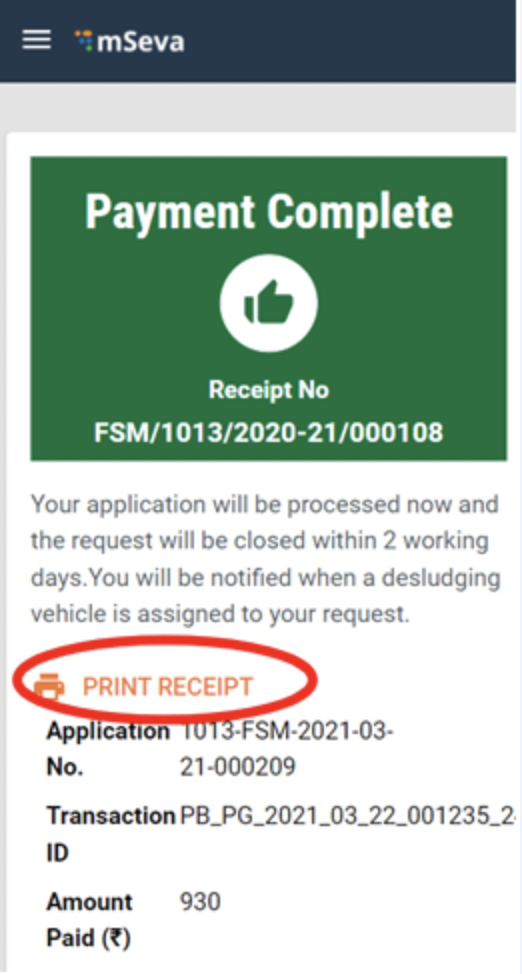 mSeva
Payment Complete
Receipt No
FSM/1013/2020-21/000108
Your application will be processed now and
the request will be closed within 2 working
days.You will be notified when a desludging
vehicle is assigned to your request.
PRINT RECEIPT
Application 1013-FSM-2021-03-
No. 21-000209
Transaction PB_PG_2021_03_22_001235_2
ID
Amount 930
Paid (₹)